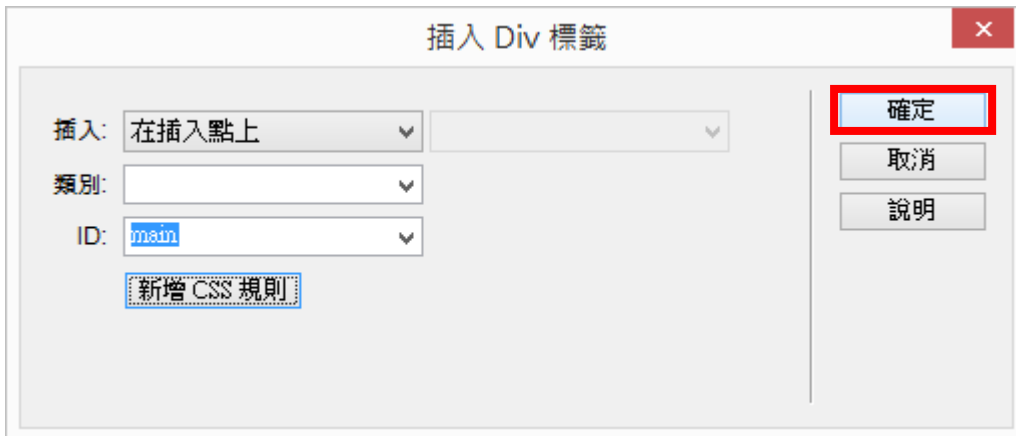 插入 Div 標籤
插入: 在插入點上
確定
類別:
取消
ID: main
說明
新增 CSS 規則